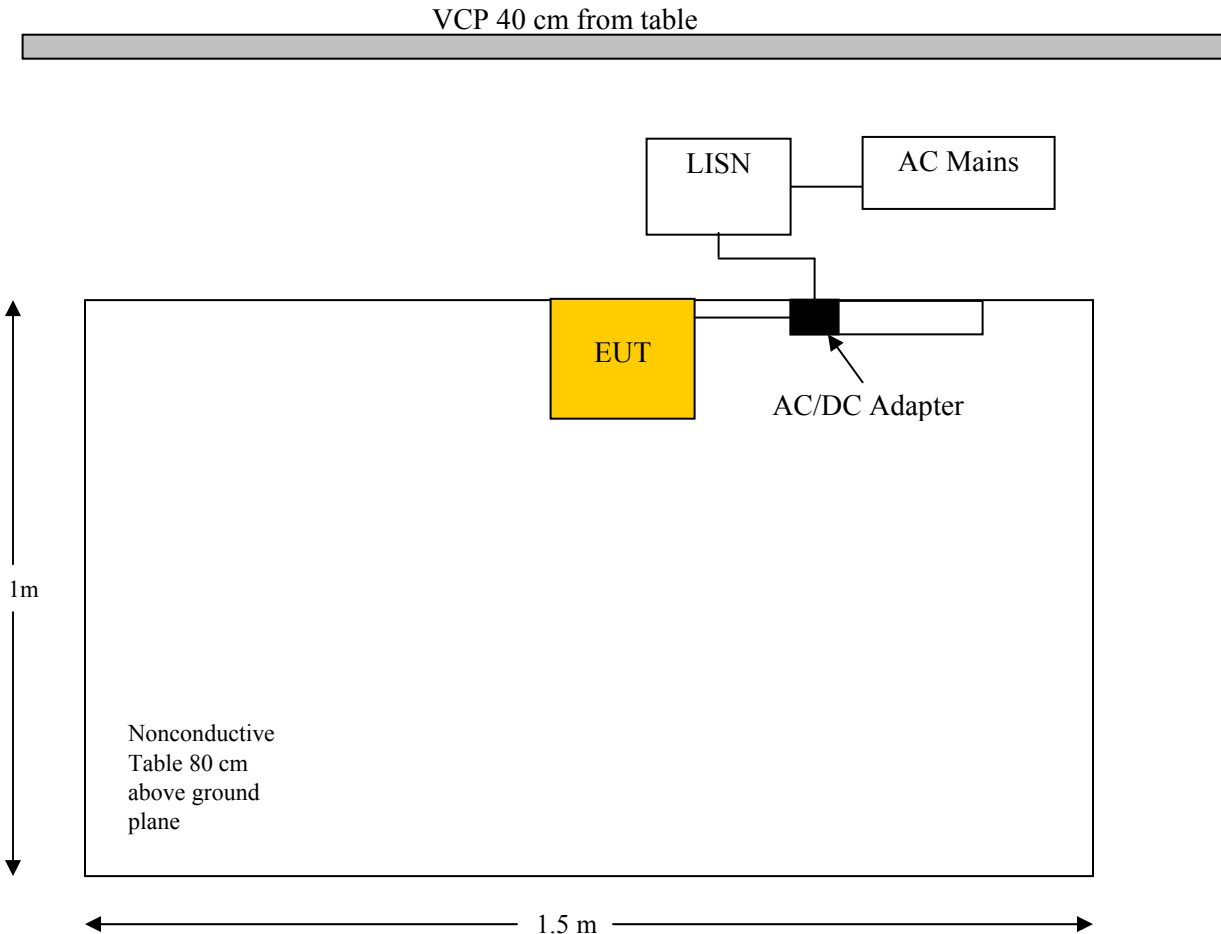 VCP 40 cm from table
LISN
AC Mains
EUT
AC/DC Adapter
1m
Nonconductive
Table 80 cm
above ground
plane
1.5 m